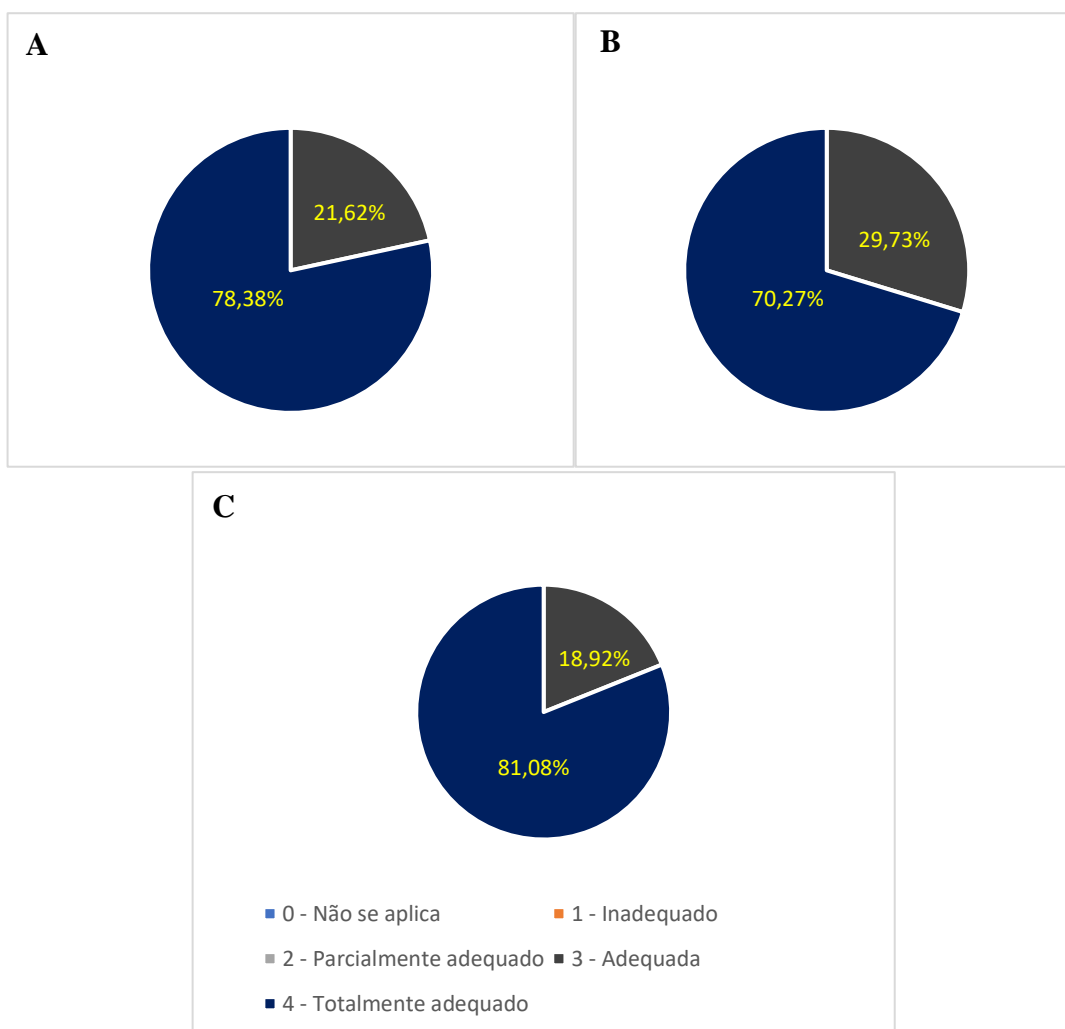 A
21,62%
78,38%
B
29,73%
70,27%
C
18,92%
81,08%
0 - Não se aplica
1 - Inadequado
2 - Parcialmente adequado
3 - Adequada
4 - Totalmente adequado